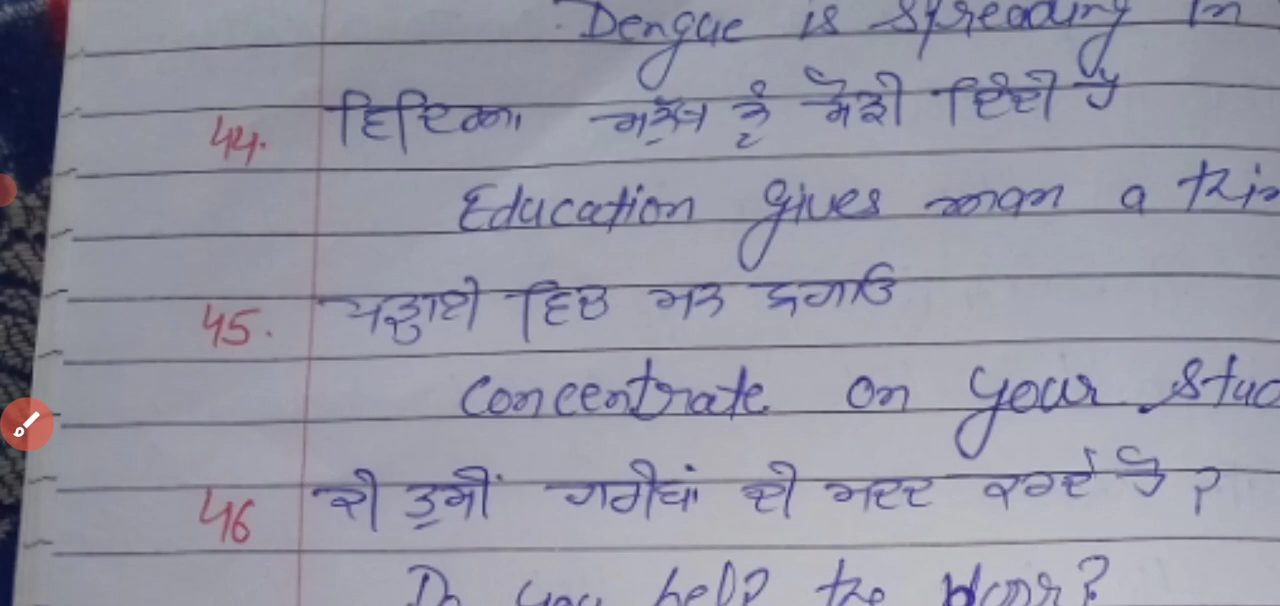 Dengue is spreading in
44. ਵਿਦਿਆ ਮਨੁੱਖ ਨੂੰ ਰੋਜ਼ੀ ਦਿੰਦੀ ਹੈ
Education gives man a
45. ਪੜ੍ਹਾਈ ਵਿਚ ਮਨ ਲਗਾਓ
Concentrate on your
46 ਕੀ ਤੁਸੀਂ ਗਰੀਬਾਂ ਦੀ ਮਦਦ ਕਰਦੇ ਹੋ ?
Do you help the poor?